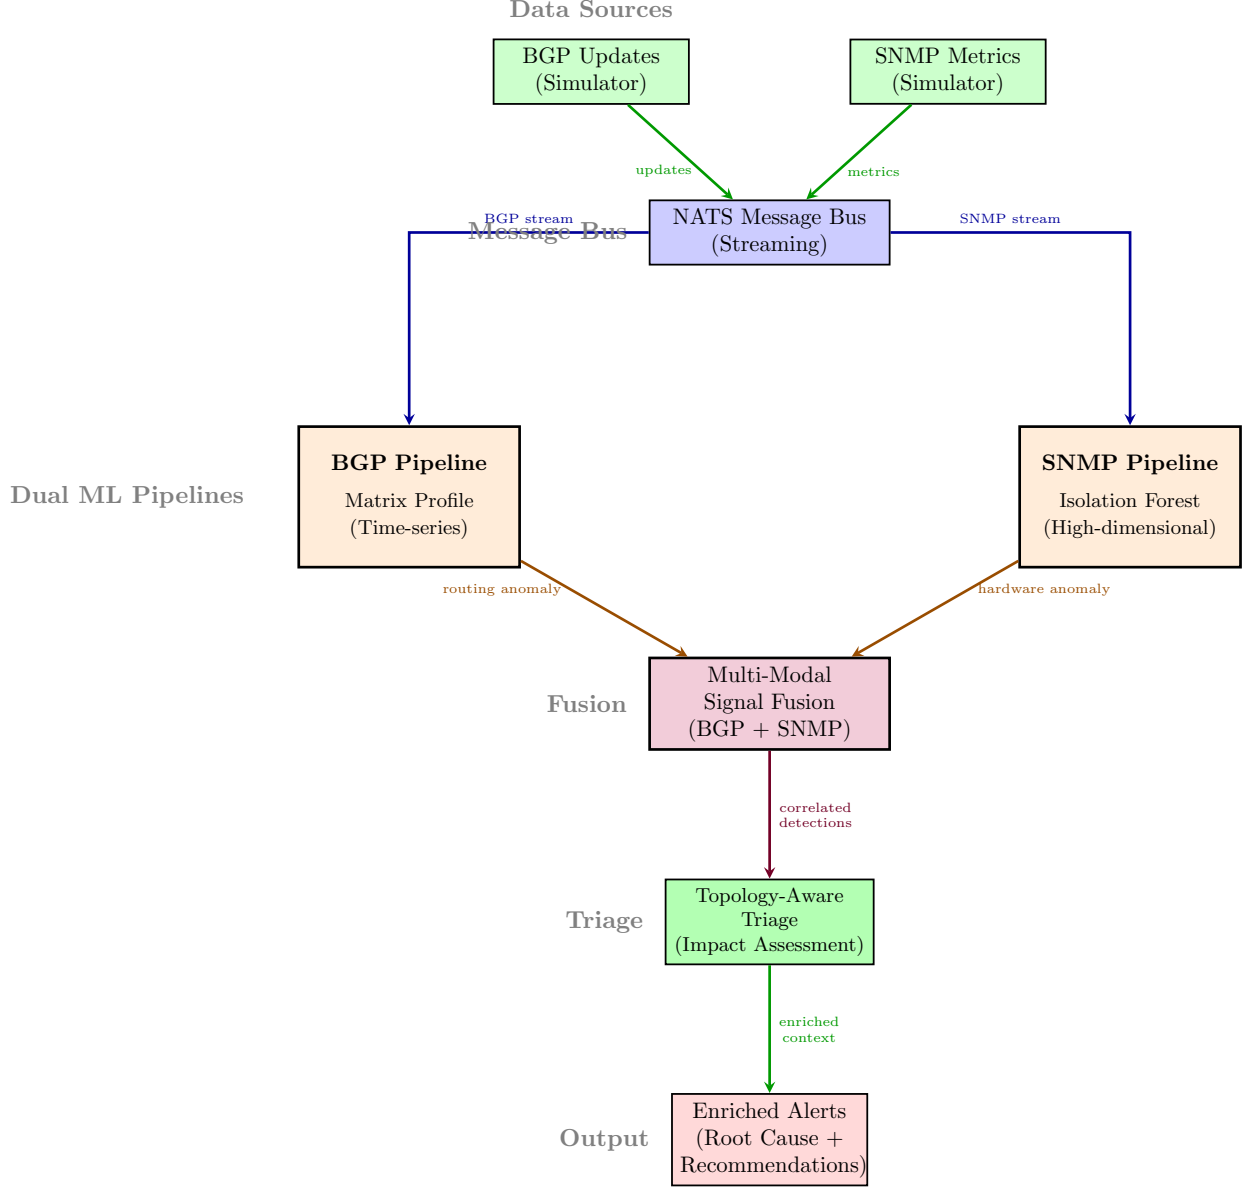 Data Sources
BGP Updates
(Simulator)
SNMP Metrics
(Simulator)
updates
metrics
BGP stream
Message Bus
NATS Message Bus
(Streaming)
SNMP stream
Dual ML Pipelines
BGP Pipeline
Matrix Profile
(Time-series)
SNMP Pipeline
Isolation Forest
(High-dimensional)
routing anomaly
hardware anomaly
Fusion
Multi-Modal
Signal Fusion
(BGP + SNMP)
correlated
detections
Triage
Topology-Aware
Triage
(Impact Assessment)
enriched
context
Output
Enriched Alerts
(Root Cause +
Recommendations)